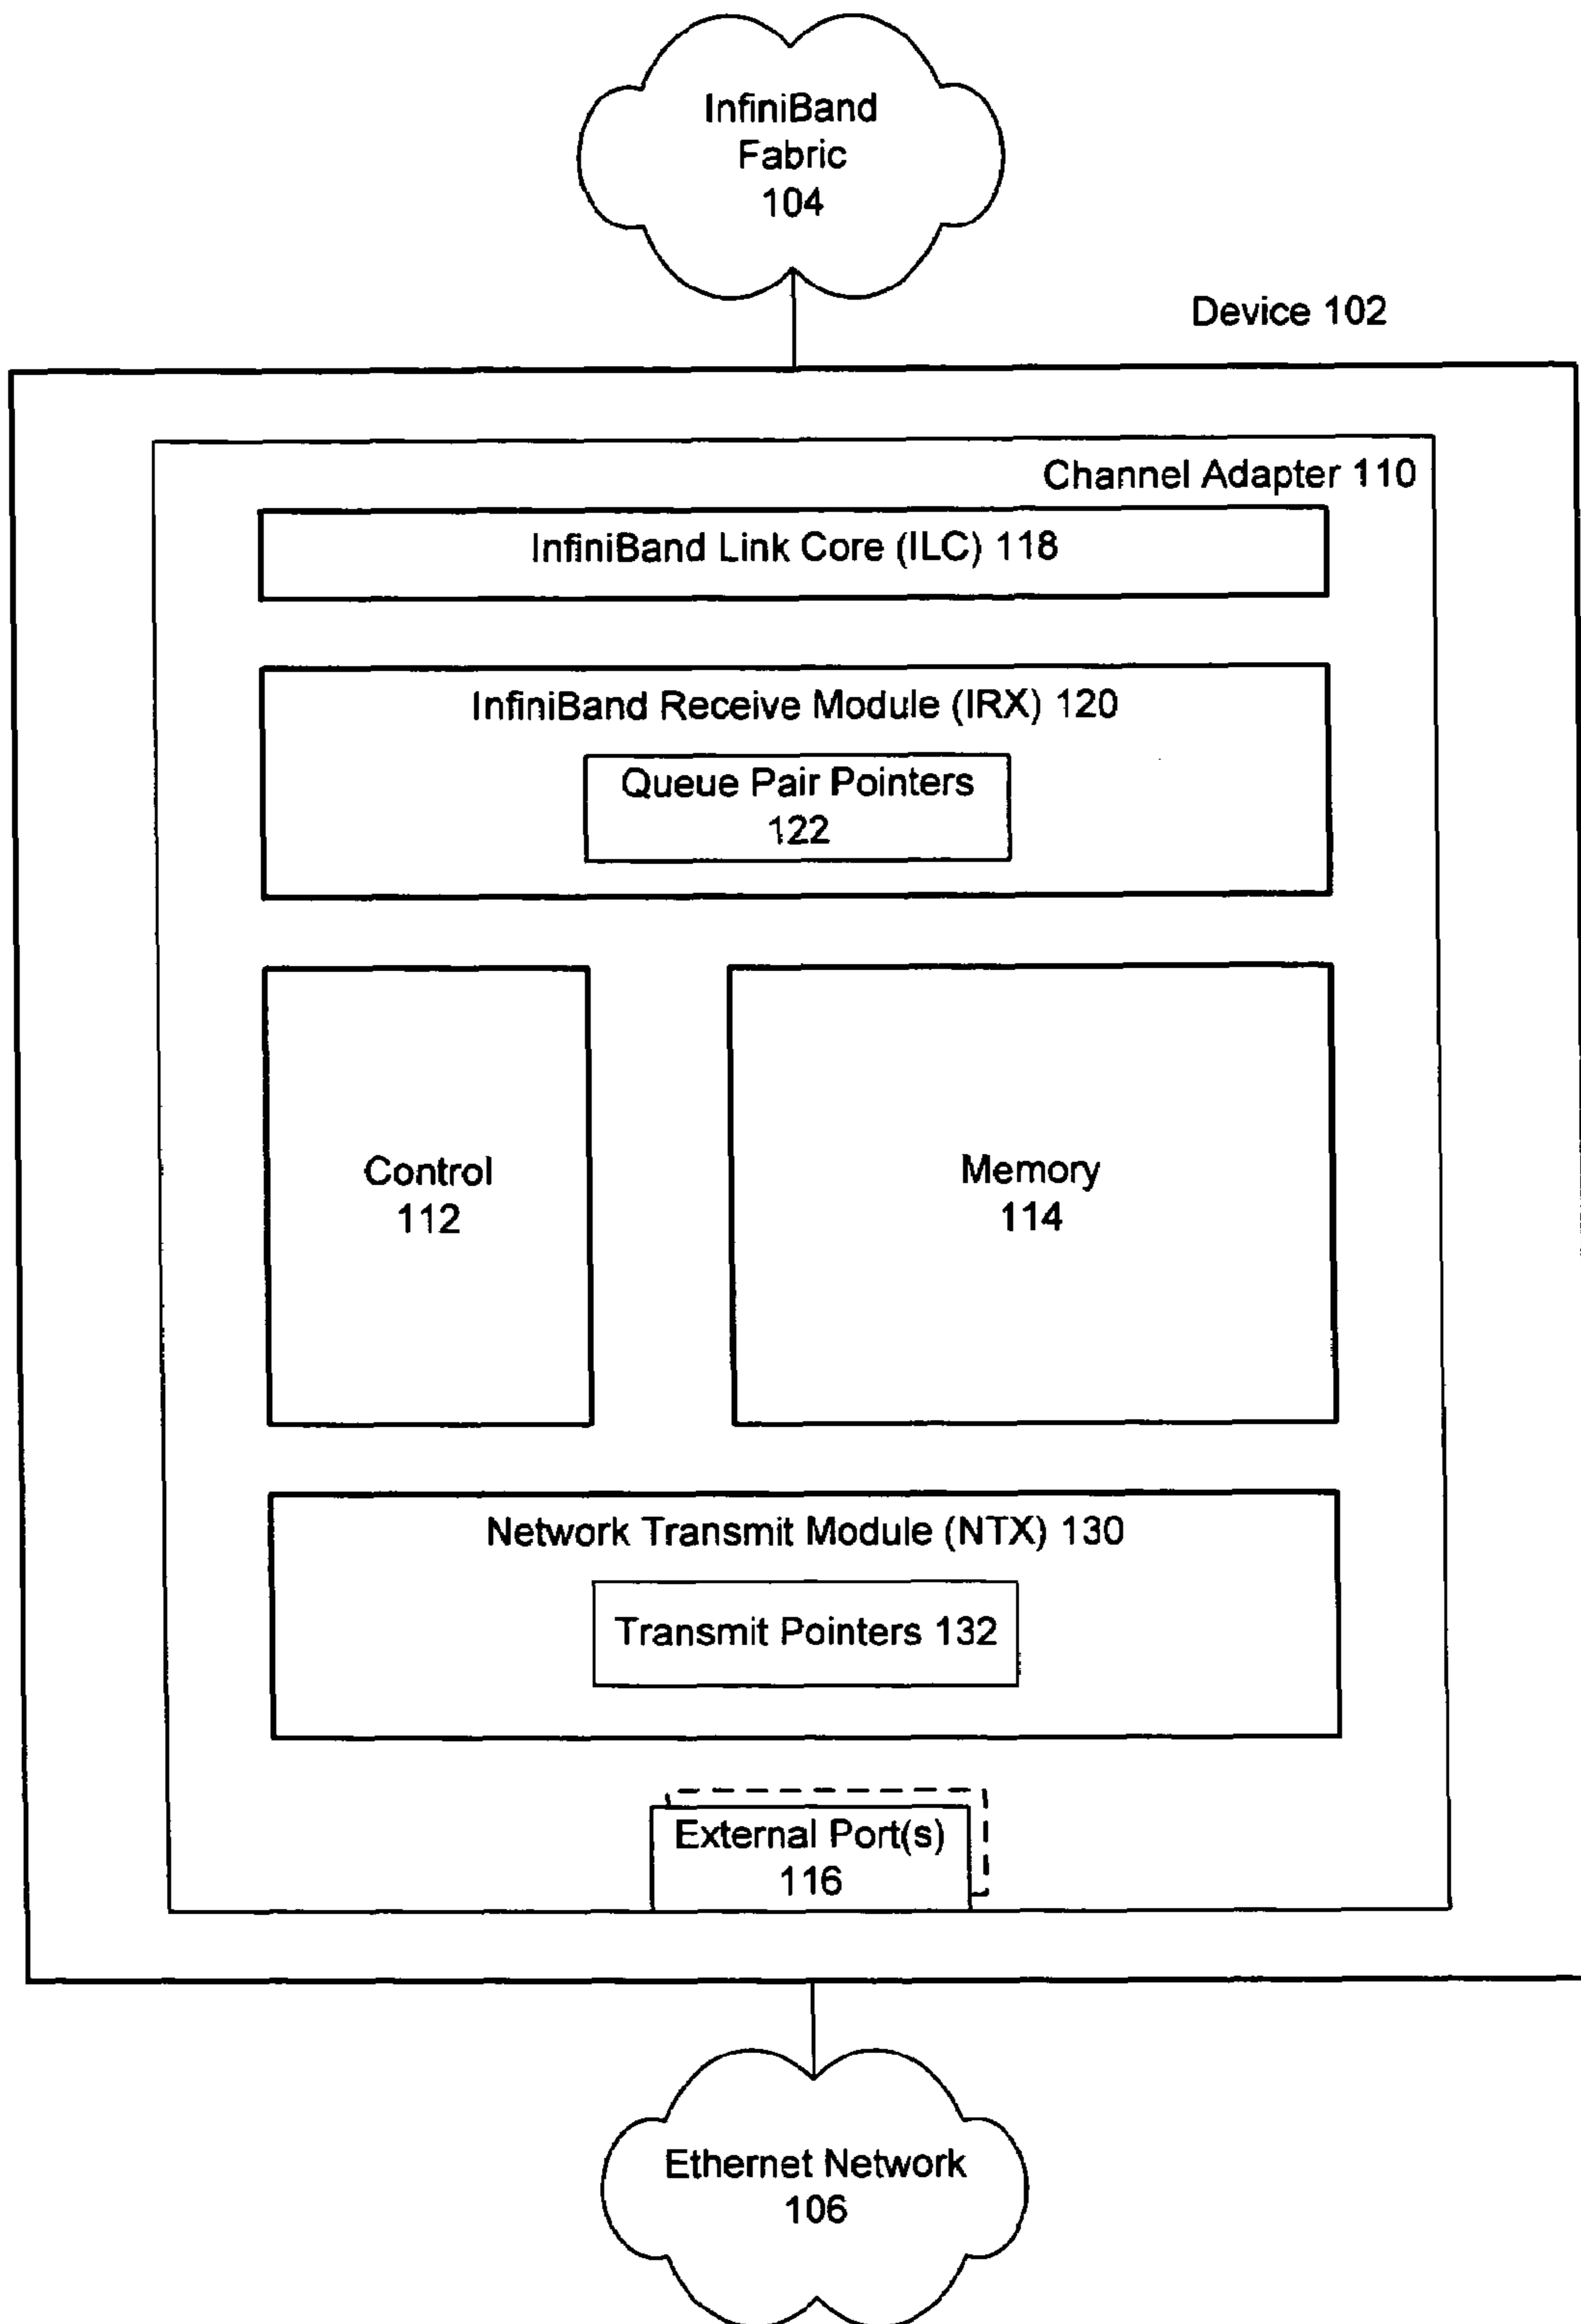 InfiniBand
Fabric
104
Device 102
Channel Adapter 110
InfiniBand Link Core (ILC) 118
InfiniBand Receive Module (IRX) 120
Queue Pair Pointers
122
Control
112
Memory
114
Network Transmit Module (NTX) 130
Transmit Pointers 132
External Port(s)
116
Ethernet Network
106